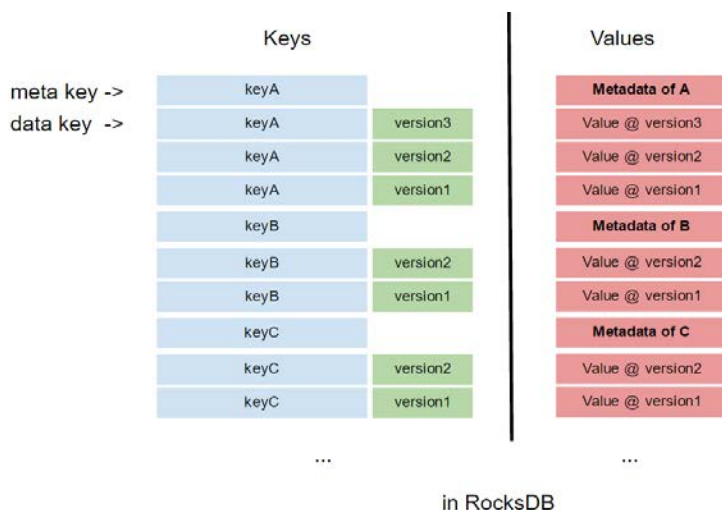 Keys Values
meta key -> keyA Metadata of A
data key -> keyA version3 Value @ version3
keyA version2 Value @ version2
keyA version1 Value @ version1
keyB Metadata of B
keyB version2 Value @ version2
keyB version1 Value @ version1
keyC Metadata of C
keyC version2 Value @ version2
keyC version1 Value @ version1
... ...
in RocksDB